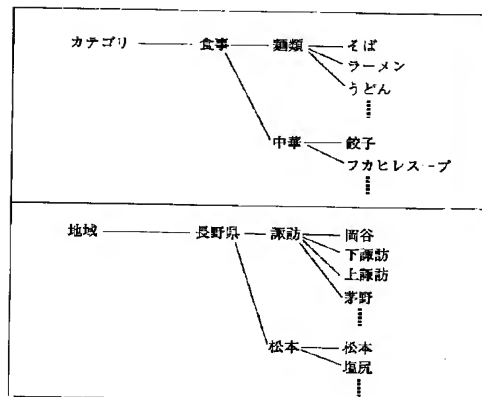 カテゴリ 食事 麺類 そば
ラーメン
うどん
中華 餃子
フカヒレスープ
地域 長野県 諏訪 岡谷
下諏訪
上諏訪
茅野
松本 松本
塩尻